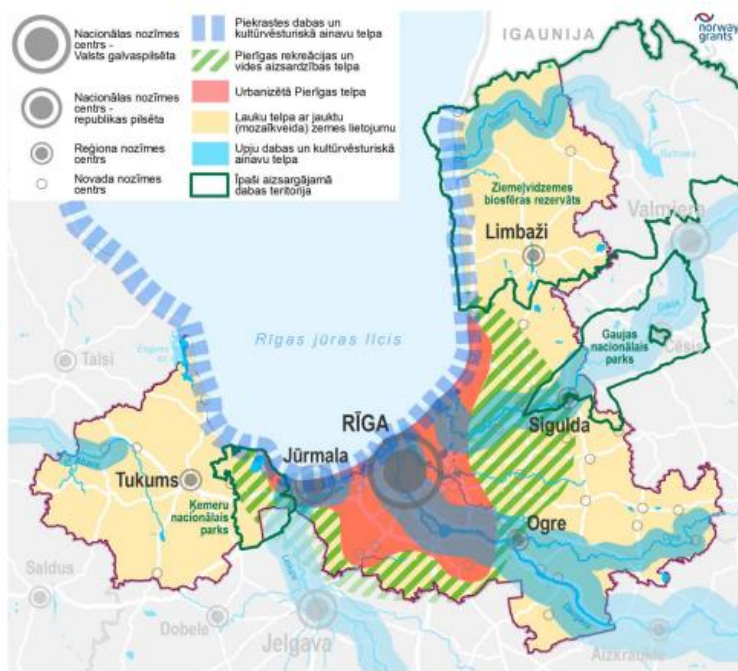 Nacionālas nozīmes
centrs -
Valsts galvaspilsēta
Nacionālas nozīmes
centrs -
republikas pilsēta
Reģiona nozīmes
centrs
Novada nozīmes
centrs
Piekrastes dabas un
kultūrvēsturiskā ainavu telpa
Pierīgas rekreācijas un
vides aizsardzības telpa
Urbanizētā Pierīgas telpa
Lauku telpa ar jauktu
(mozaīkveida) zemes lietojumu
Upju dabas un kultūrvēsturiskā
ainavu telpa
Īpaši aizsargājamā
dabas teritorija
IGAUNIJA
norway
grants
Ziemeļvidzemes
biosfēras rezervāts
Valmiera
Limbaži
Rīgas jūras līcis
Gaujas
nacionālais
parks
Cēsis
Talsi
RĪGA
Sigulda
Jūrmala
Tukums
Ķemeru
nacionālais
parks
Ogre
Saldus
Dobele
Jelgava
Lielupe
Daugava
Aizkraukle